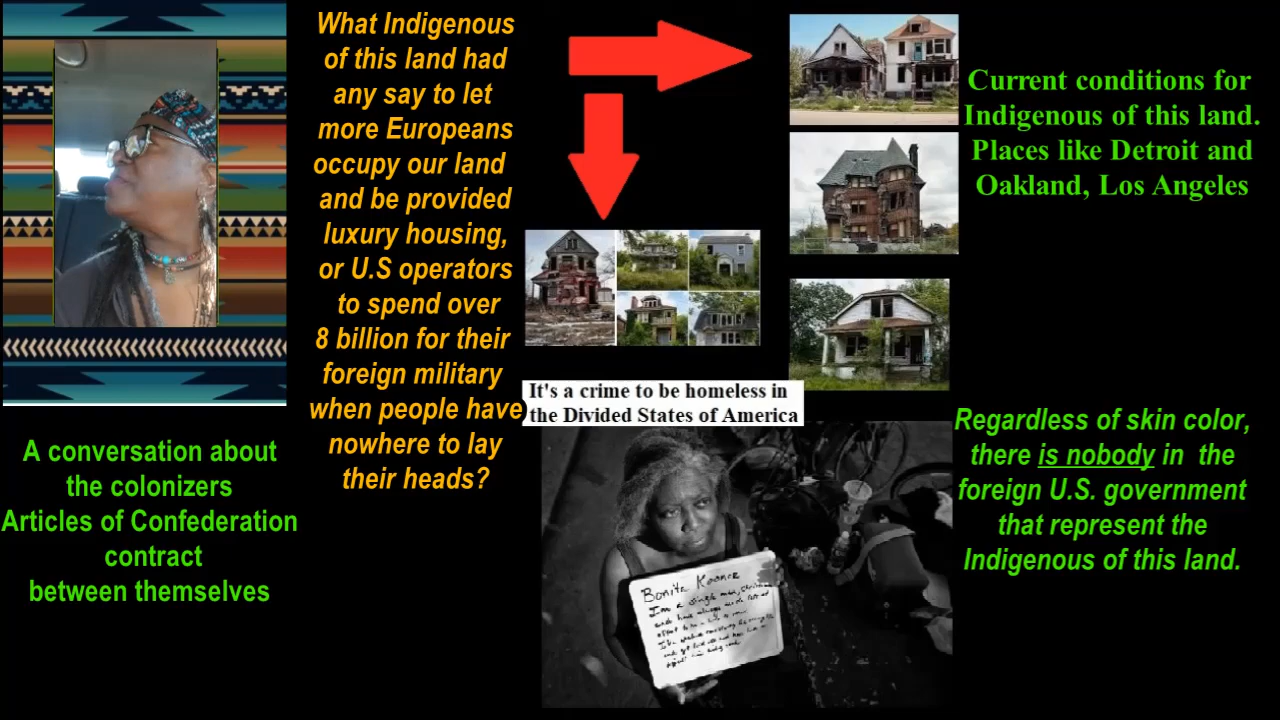 What Indigenous
of this land had
any say to let
more Europeans
occupy our land
and be provided
luxury housing,
or U.S operators
to spend over
8 billion for their
foreign military
when people have
nowhere to lay
their heads?
Current conditions for
Indigenous of this land.
Places like Detroit and
Oakland, Los Angeles
It's a crime to be homeless in
the Divided States of America
A conversation about
the colonizers
Articles of Confederation
contract
between themselves
Regardless of skin color,
there is nobody in the
foreign U.S. government
that represent the
Indigenous of this land.
I'm a single